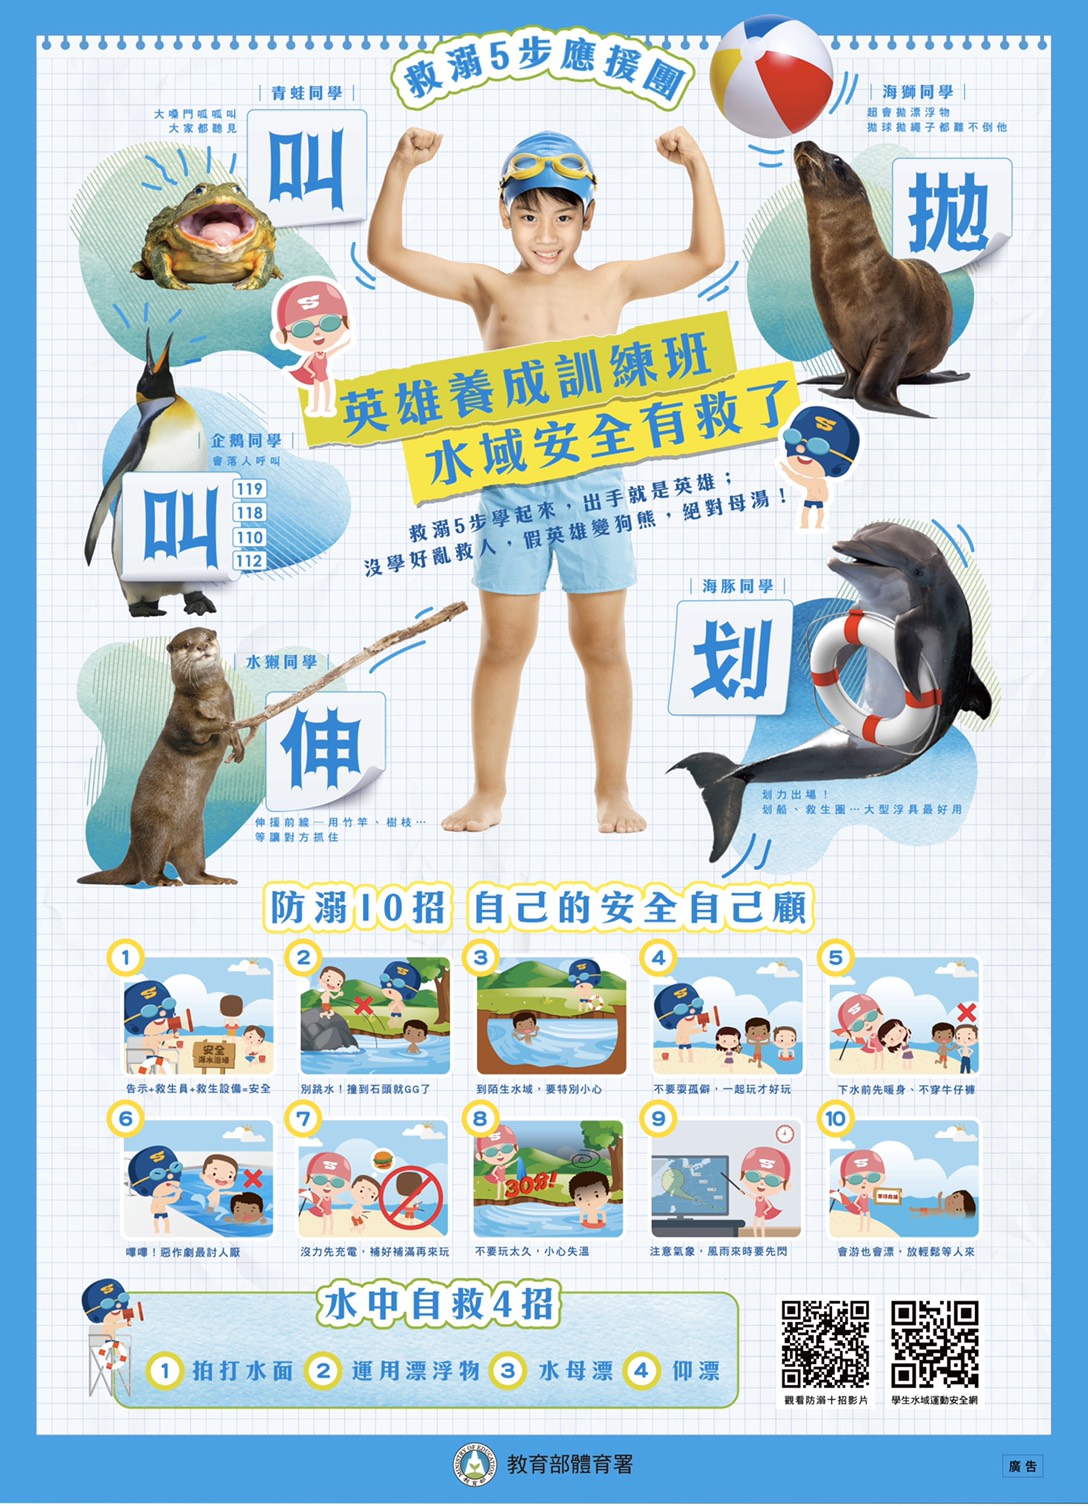 救溺5步應援團
青蛙同學
大嗓門呱呱叫
大家都聽見
叫
海獅同學
超會拋漂浮物
拋球拋繩子都難不倒他
拋
英雄養成訓練班
水域安全有救了
救溺5步學起來,出手就是英雄;
沒學好亂救人,假英雄變狗熊,絕對母湯!
企鵝同學
會落人呼叫
叫
119
118
110
112
水獺同學
伸
伸援前線—用竹竿、樹枝…
等讓對方抓住
海豚同學
划
划力出場!
划船、救生圈…大型浮具最好用
防溺10招 自己的安全自己顧
1
安全
海水浴場
告示+救生員+救生設備=安全
2
別跳水!撞到石頭就GG了
3
到陌生水域,要特別小心
4
不要耍孤僻,一起玩才好玩
5
下水前先暖身、不穿牛仔褲
6
嗶嗶!惡作劇最討人厭
7
沒力先充電,補好補滿再來玩
8
30分!
不要玩太久,小心失溫
9
注意氣象,風雨來時要先閃
10
等待救援
會游也會漂,放輕鬆等人來
水中自救4招
1 拍打水面 2 運用漂浮物 3 水母漂 4 仰漂
觀看防溺十招影片
學生水域運動安全網
MINISTRY OF EDUCATION
教育部
教育部體育署
廣告